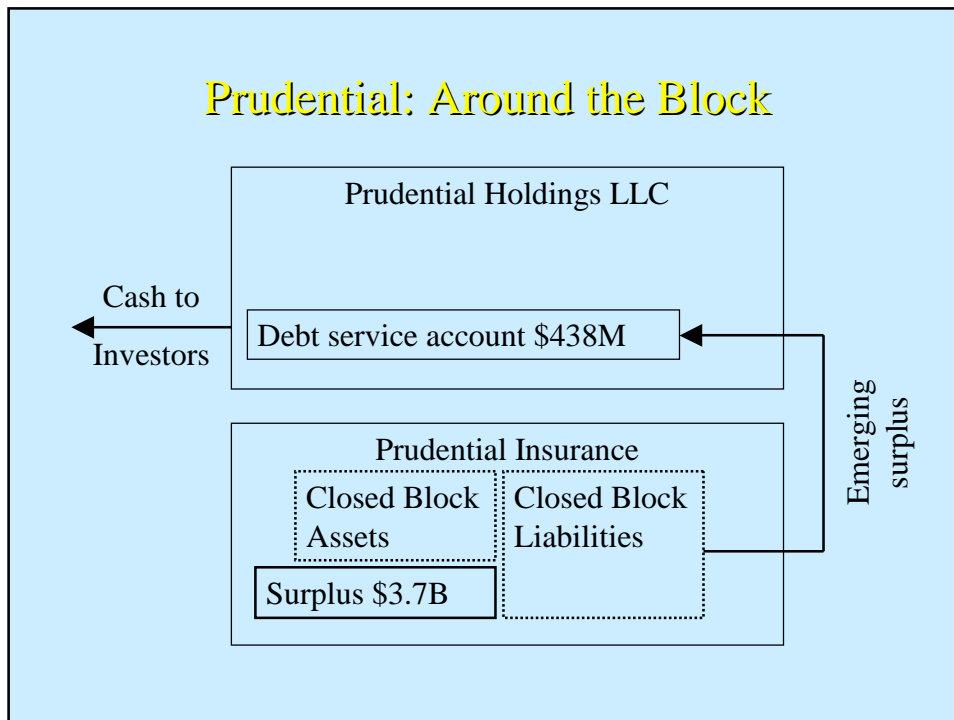 Prudential: Around the Block
Prudential Holdings LLC
Cash to
Investors
Debt service account $438M
Emerging
surplus
Prudential Insurance
Closed Block
Assets
Closed Block
Liabilities
Surplus $3.7B